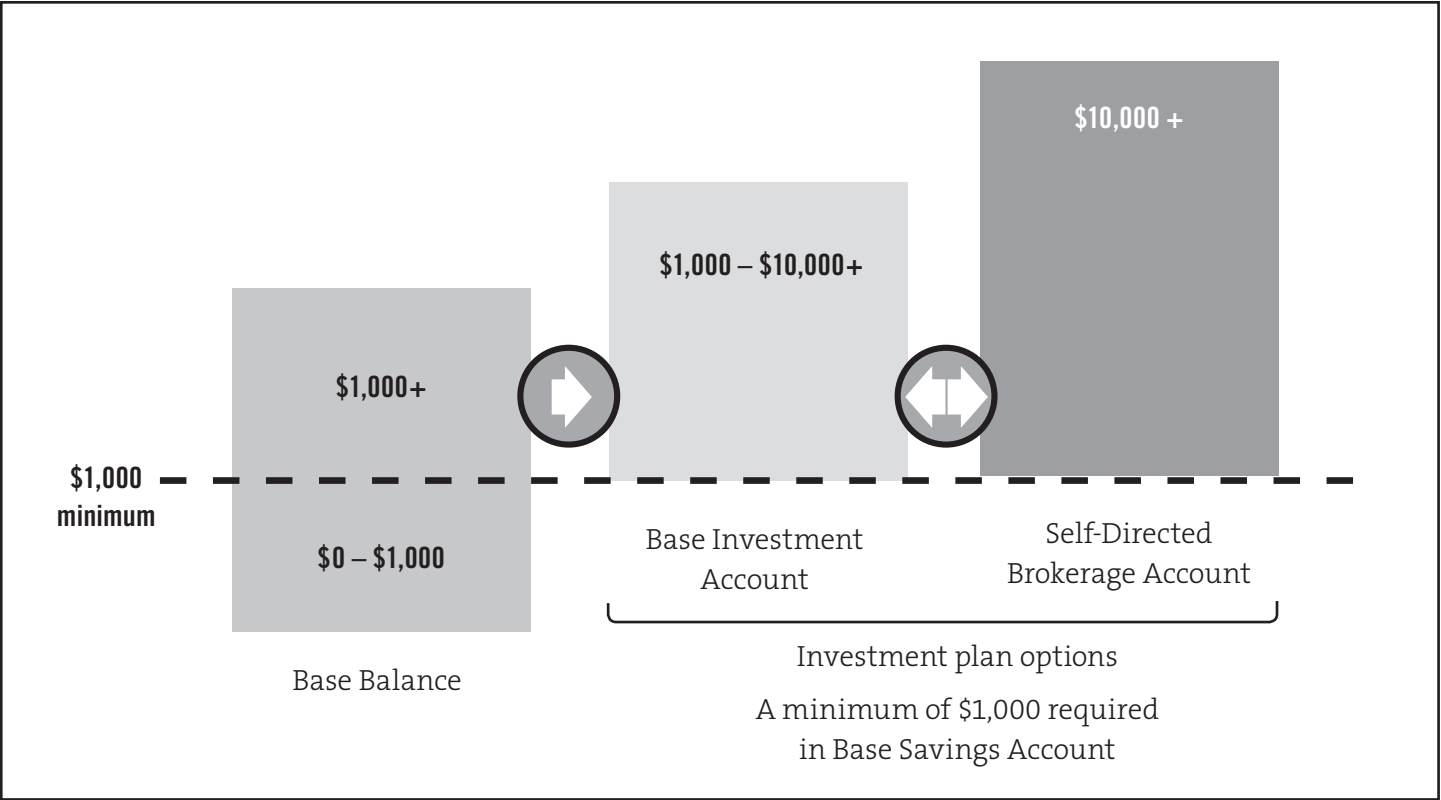 $10,000 +
$1,000 – $10,000+
$1,000+
$1,000
minimum
$0 – $1,000
Base Balance
Base Investment
Account
Self-Directed
Brokerage Account
Investment plan options
A minimum of $1,000 required
in Base Savings Account